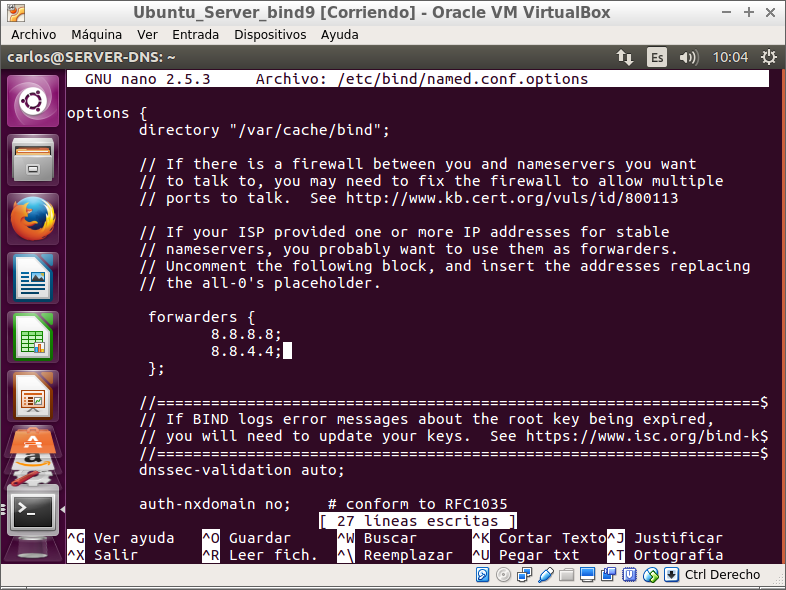 Ubuntu_Server_bind9 [Corriendo] - Oracle VM VirtualBox
Archivo Máquina Ver Entrada Dispositivos Ayuda
carlos@SERVER-DNS: ~ Es 10:04
GNU nano 2.5.3 Archivo: /etc/bind/named.conf.options
options {
directory "/var/cache/bind";
// If there is a firewall between you and nameservers you want
// to talk to, you may need to fix the firewall to allow multiple
// ports to talk.  See http://www.kb.cert.org/vuls/id/800113
// If your ISP provided one or more IP addresses for stable
// nameservers, you probably want to use them as forwarders.
// Uncomment the following block, and insert the addresses replacing
// the all-0's placeholder.
forwarders {
8.8.8.8;
8.8.4.4;
};
//===================================================================$
// If BIND logs error messages about the root key being expired,
// you will need to update your keys.  See https://www.isc.org/bind-k$
//===================================================================$
dnssec-validation auto;
auth-nxdomain no;    # conform to RFC1035
[ 27 líneas escritas ]
^G Ver ayuda ^O Guardar ^W Buscar ^K Cortar Texto ^J Justificar
^X Salir ^R Leer fich. ^\ Reemplazar ^U Pegar txt ^T Ortografía
Ctrl Derecho